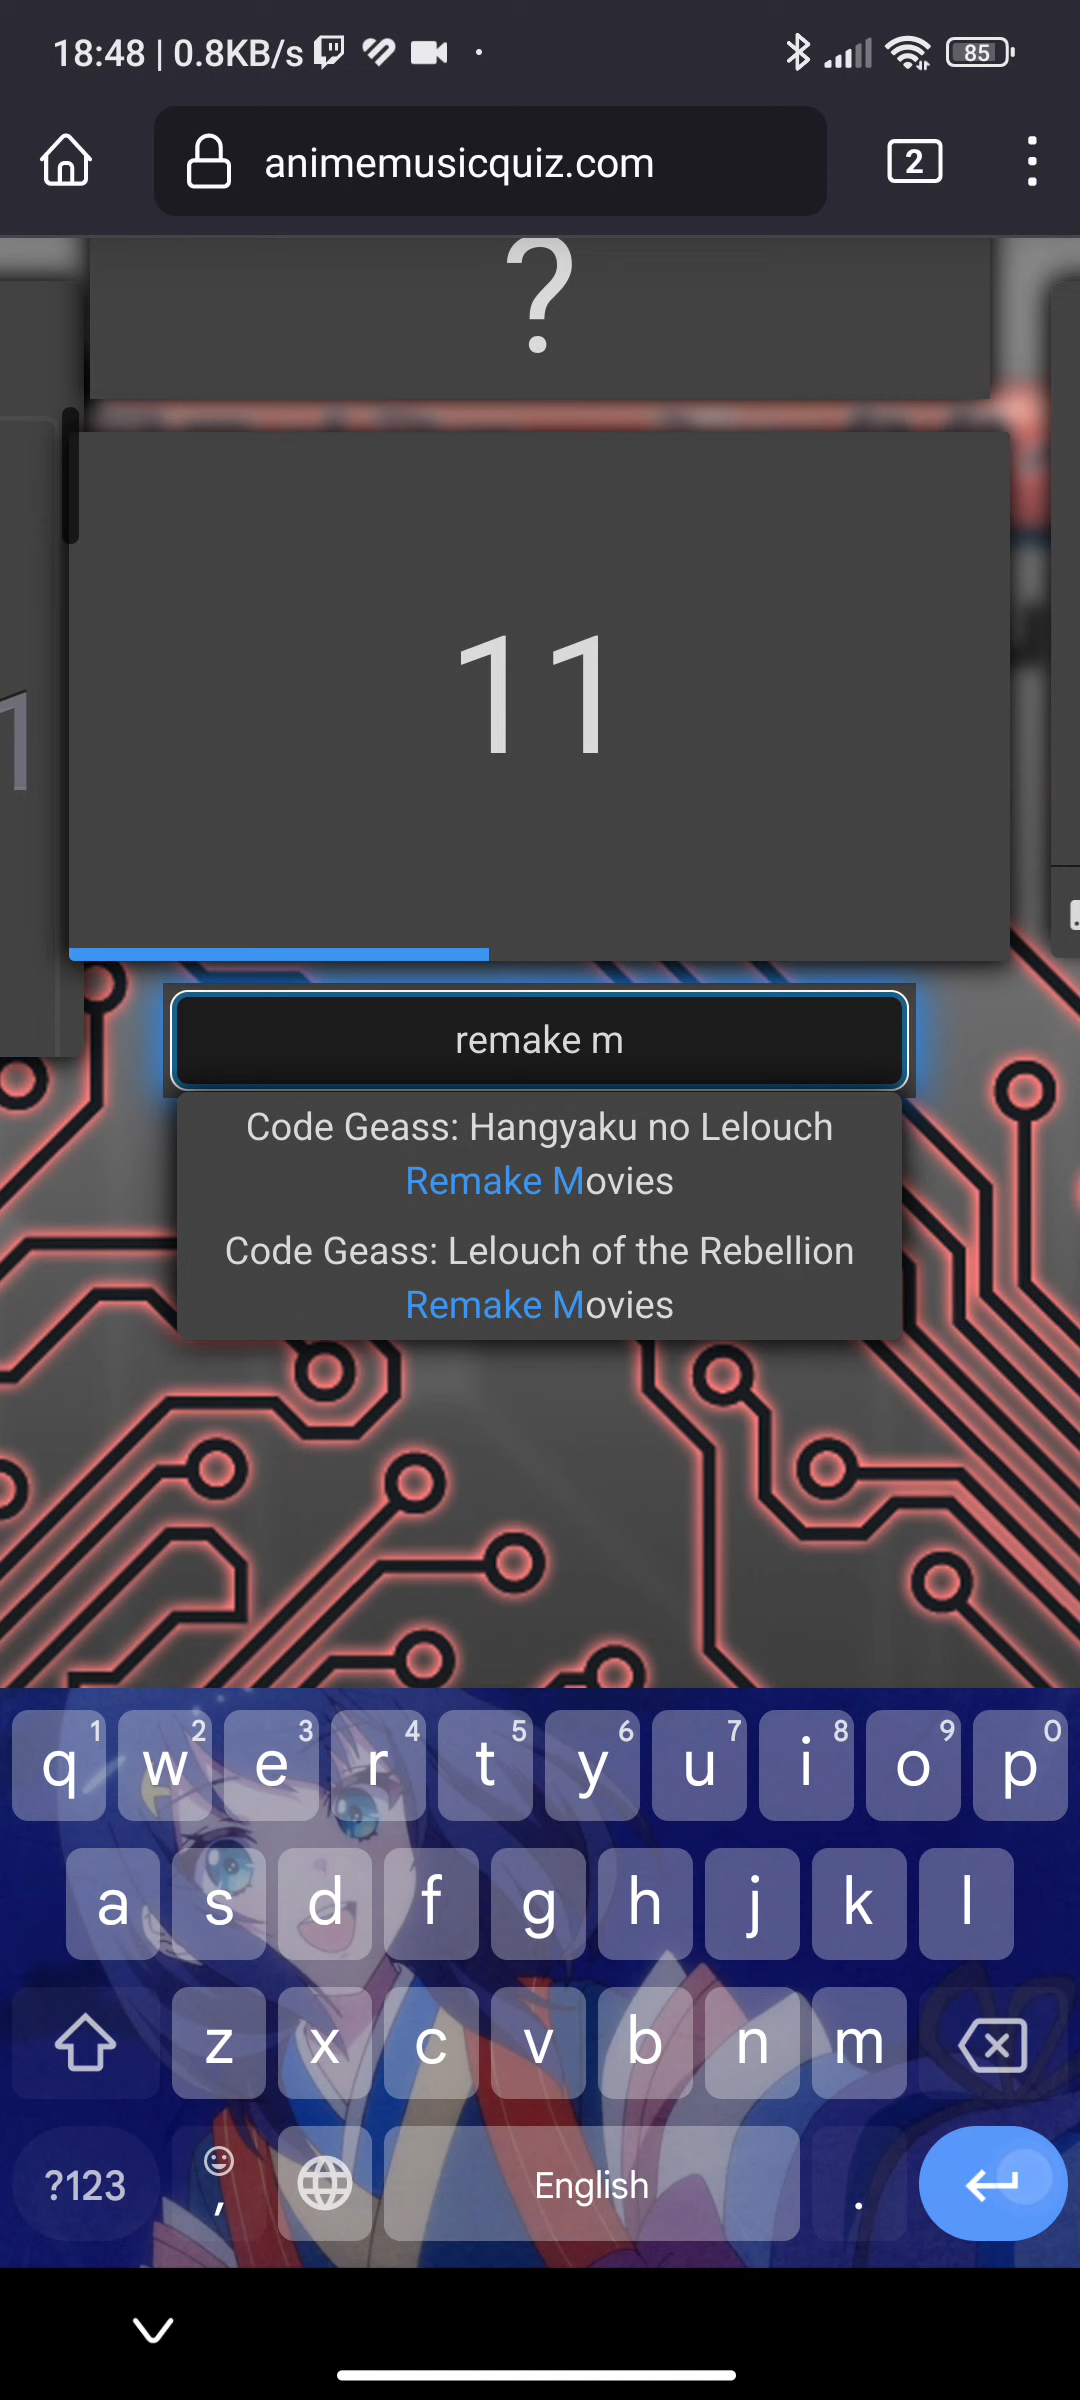 18:48 | 0.8KB/s
85
animemusicquiz.com
2
?
11
1
remake m
Code Geass: Hangyaku no Lelouch
Remake Movies
Code Geass: Lelouch of the Rebellion
Remake Movies
1 2 3 4 5 6 7 8 9 0
q w e r t y u i o p
a s d f g h j k l
z x c v b n m
?123 , English .